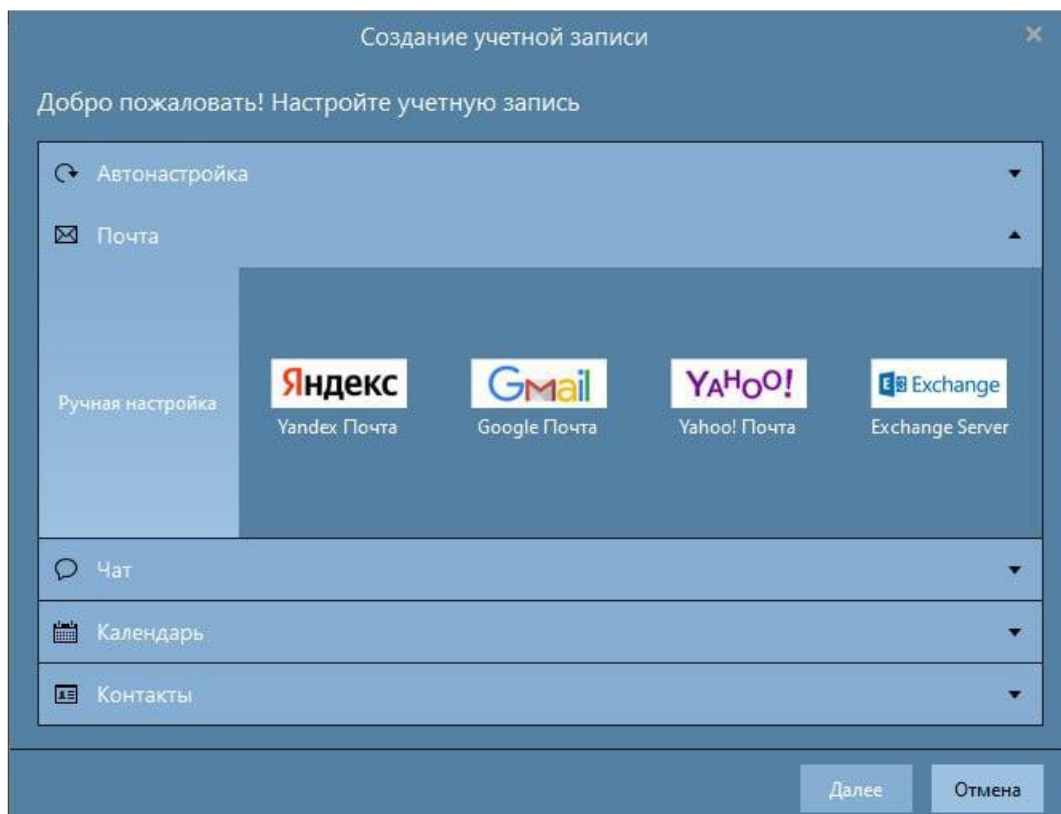 Создание учетной записи
Добро пожаловать! Настройте учетную запись
Автонастройка
Почта
Ручная настройка
Яндекс
Gmail
YAHOO!
E Exchange
Yandex Почта
Google Почта
Yahoo! Почта
Exchange Server
Чат
Календарь
Контакты
Далее
Отмена